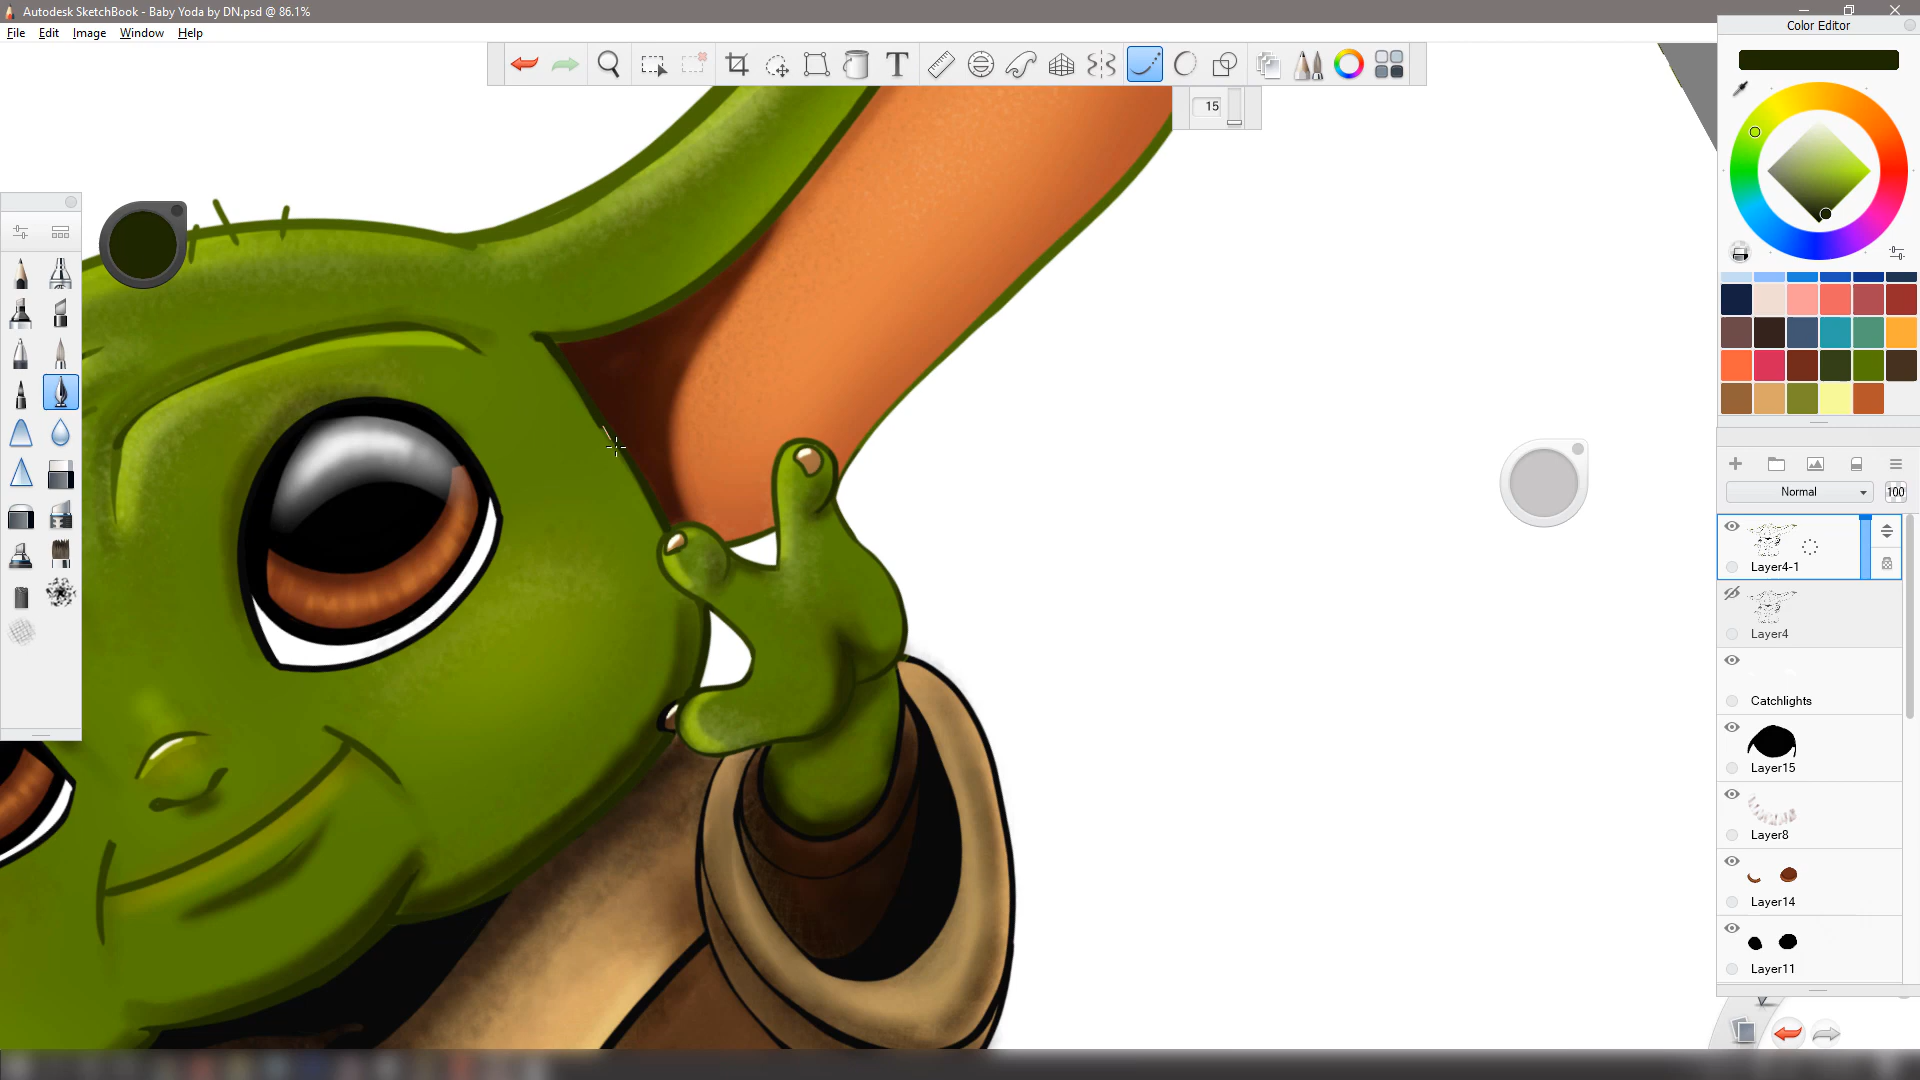 Autodesk SketchBook - Baby Yoda by DN.psd @ 86.1%
File Edit Image Window Help
T
15
Color Editor
Normal 100
Layer4-1
Layer4
Catchlights
Layer15
Layer8
Layer14
Layer11